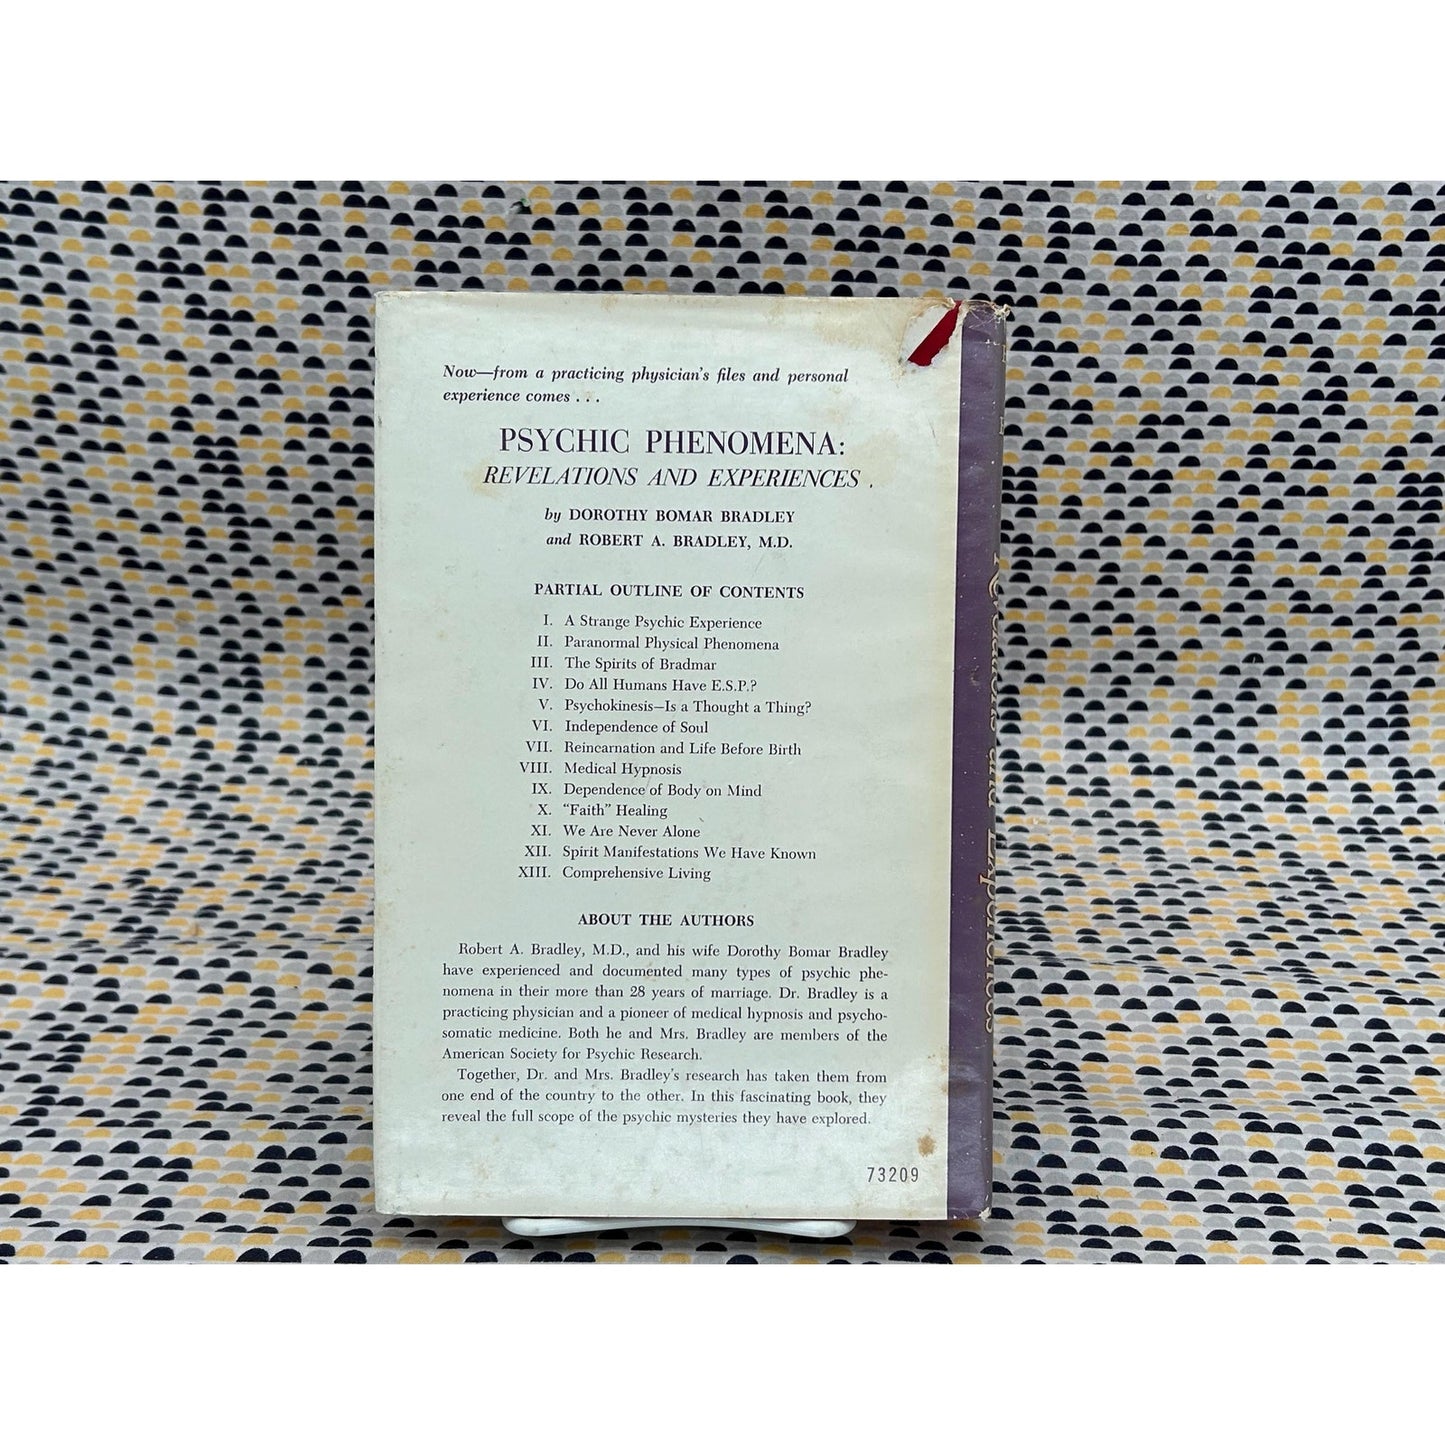 Now—from a practicing physician's files and personal
experience comes . . .
PSYCHIC PHENOMENA:
REVELATIONS AND EXPERIENCES .
by DOROTHY BOMAR BRADLEY
and ROBERT A. BRADLEY, M.D.
PARTIAL OUTLINE OF CONTENTS
I. A Strange Psychic Experience
II. Paranormal Physical Phenomena
III. The Spirits of Bradmar
IV. Do All Humans Have E.S.P.?
V. Psychokinesis—Is a Thought a Thing?
VI. Independence of Soul
VII. Reincarnation and Life Before Birth
VIII. Medical Hypnosis
IX. Dependence of Body on Mind
X. "Faith" Healing
XI. We Are Never Alone
XII. Spirit Manifestations We Have Known
XIII. Comprehensive Living
ABOUT THE AUTHORS
Robert A. Bradley, M.D., and his wife Dorothy Bomar Bradley
have experienced and documented many types of psychic phe-
nomena in their more than 28 years of marriage. Dr. Bradley is a
practicing physician and a pioneer of medical hypnosis and psycho-
somatic medicine. Both he and Mrs. Bradley are members of the
American Society for Psychic Research.
Together, Dr. and Mrs. Bradley's research has taken them from
one end of the country to the other. In this fascinating book, they
reveal the full scope of the psychic mysteries they have explored.
73209
Revelations and Experiences